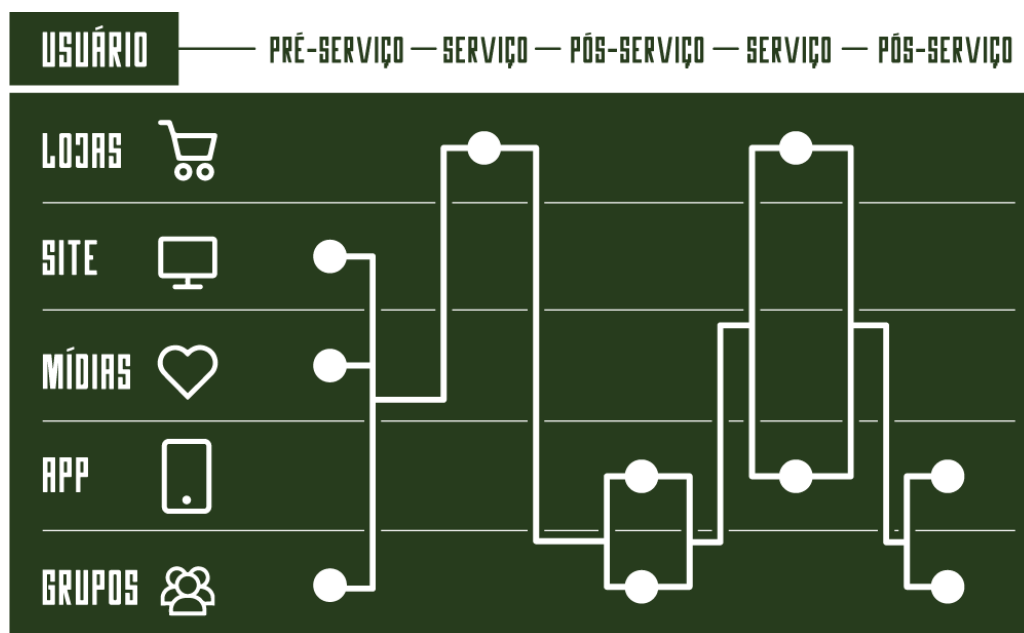 USUÁRIO PRÉ-SERVIÇO SERVIÇO PÓS-SERVIÇO SERVIÇO PÓS-SERVIÇO
LOJAS
SITE
MÍDIAS
APP
GRUPOS